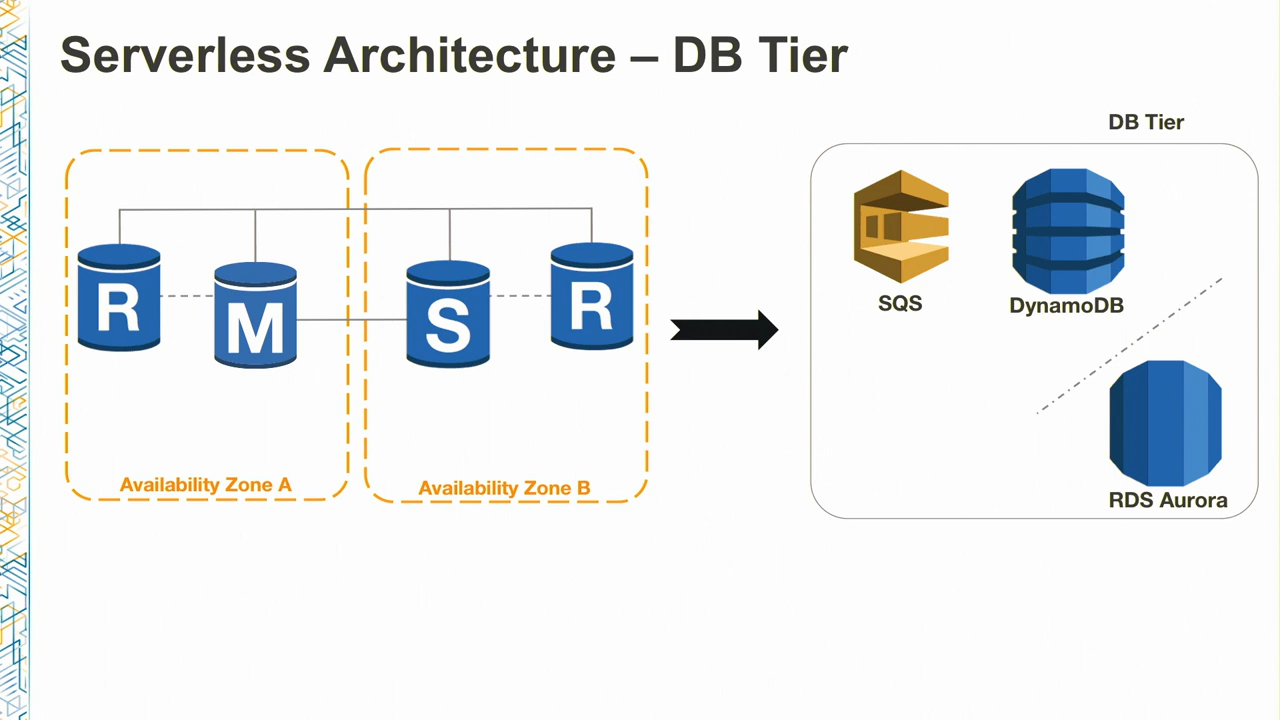 Serverless Architecture – DB Tier
DB Tier
R
M
S
R
SQS
DynamoDB
Availability Zone A
Availability Zone B
RDS Aurora